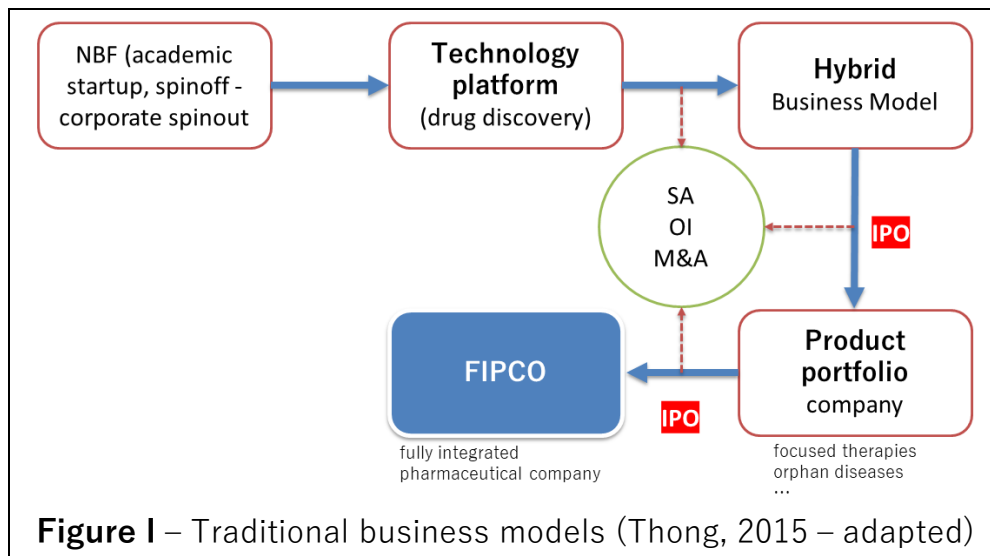 NBF (academic
startup, spinoff -
corporate spinout
Technology
platform
(drug discovery)
Hybrid
Business Model
SA
OI
M&A
IPO
FIPCO
IPO
Product
portfolio
company
fully integrated
pharmaceutical company
focused therapies
orphan diseases
...
Figure I – Traditional business models (Thong, 2015 – adapted)